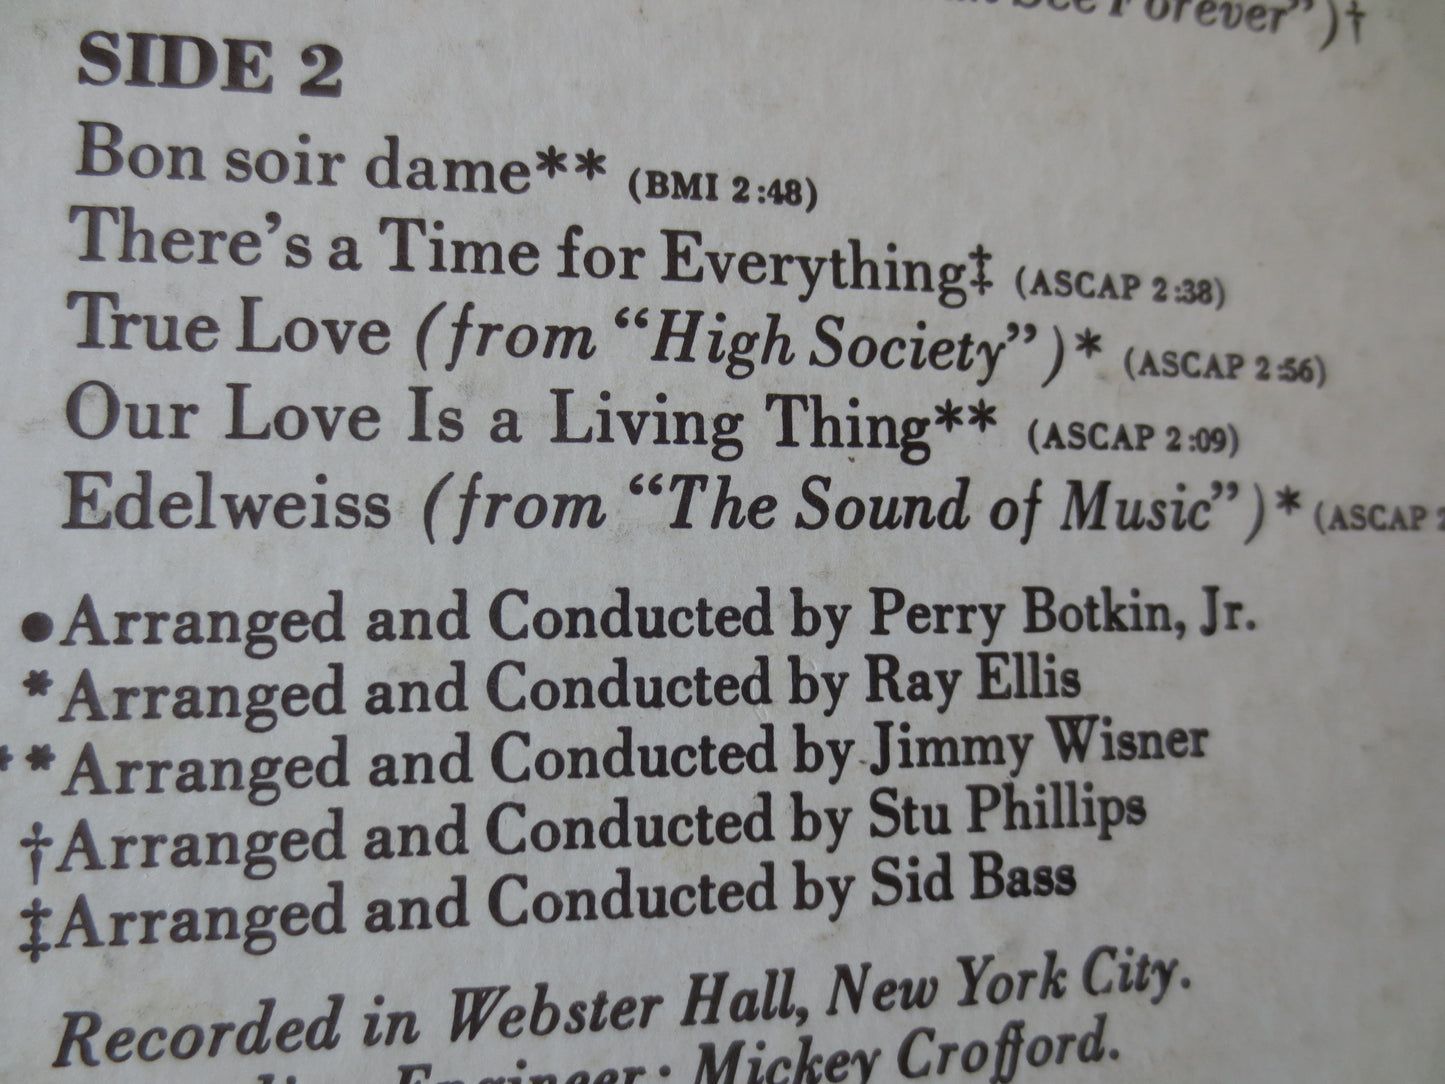 See Forever”)†
SIDE 2
Bon soir dame** (BMI 2:48)
There’s a Time for Everything‡ (ASCAP 2:38)
True Love (from “High Society”)* (ASCAP 2:56)
Our Love Is a Living Thing** (ASCAP 2:09)
Edelweiss (from “The Sound of Music”)* (ASCAP
●Arranged and Conducted by Perry Botkin, Jr.
*Arranged and Conducted by Ray Ellis
**Arranged and Conducted by Jimmy Wisner
†Arranged and Conducted by Stu Phillips
‡Arranged and Conducted by Sid Bass
Recorded in Webster Hall, New York City.
Engineer: Mickey Crofford.